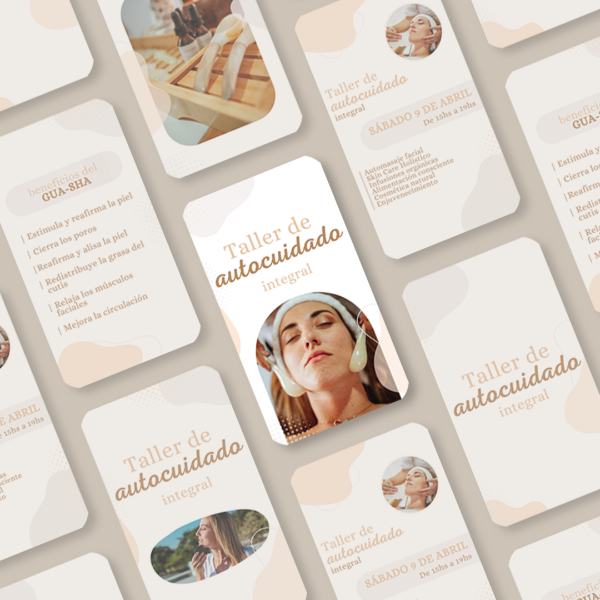 Taller de
autocuidado
integral
SÁBADO 9 DE ABRIL
De 15hs a 19hs
| Automasaje facial
| Skin Care Holístico
| Infusiones orgánicas
| Alimentación consciente
| Cosmética natural
| Enjovenecimiento
beneficios del
GUA-SHA
| Estimula y reafirma la piel
| Cierra los poros
| Reafirma y alisa la piel
| Redistribuye la grasa del
cutis
| Relaja los músculos
faciales
| Mejora la circulación
Taller de
autocuidado
integral
Taller de
autocuidado
integral
Taller de
autocuidado
integral
Taller de
autocuidado
integral
SÁBADO 9 DE ABRIL
De 15hs a 19hs